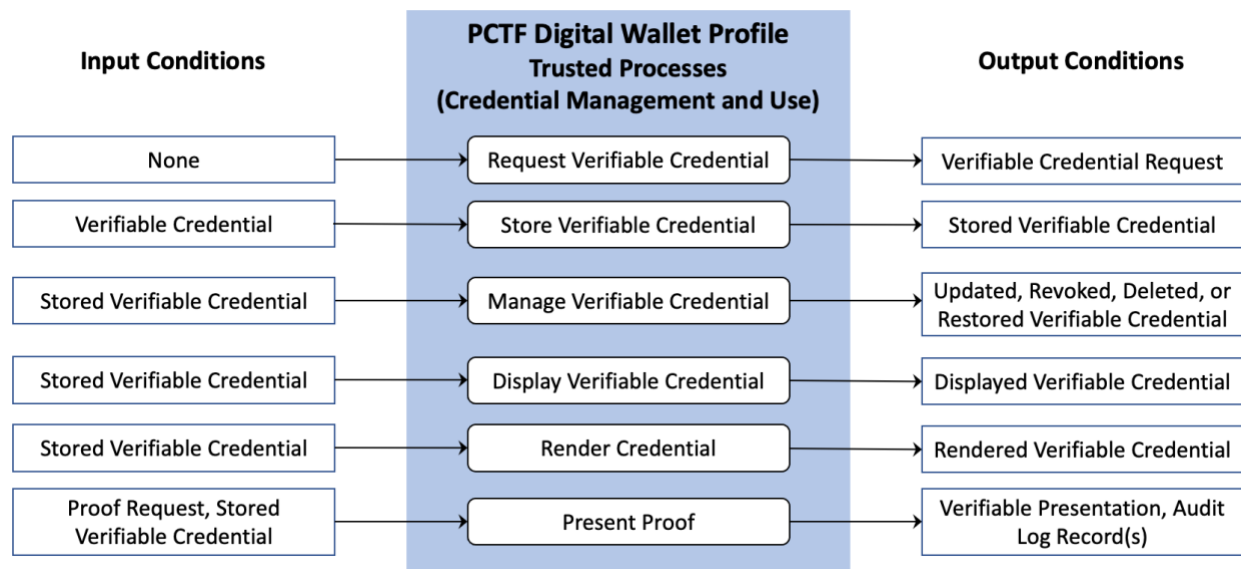 PCTF Digital Wallet Profile
Trusted Processes
(Credential Management and Use)
Input Conditions
Output Conditions
None
Request Verifiable Credential
Verifiable Credential Request
Verifiable Credential
Store Verifiable Credential
Stored Verifiable Credential
Stored Verifiable Credential
Manage Verifiable Credential
Updated, Revoked, Deleted, or
Restored Verifiable Credential
Stored Verifiable Credential
Display Verifiable Credential
Displayed Verifiable Credential
Stored Verifiable Credential
Render Credential
Rendered Verifiable Credential
Proof Request, Stored
Verifiable Credential
Present Proof
Verifiable Presentation, Audit
Log Record(s)